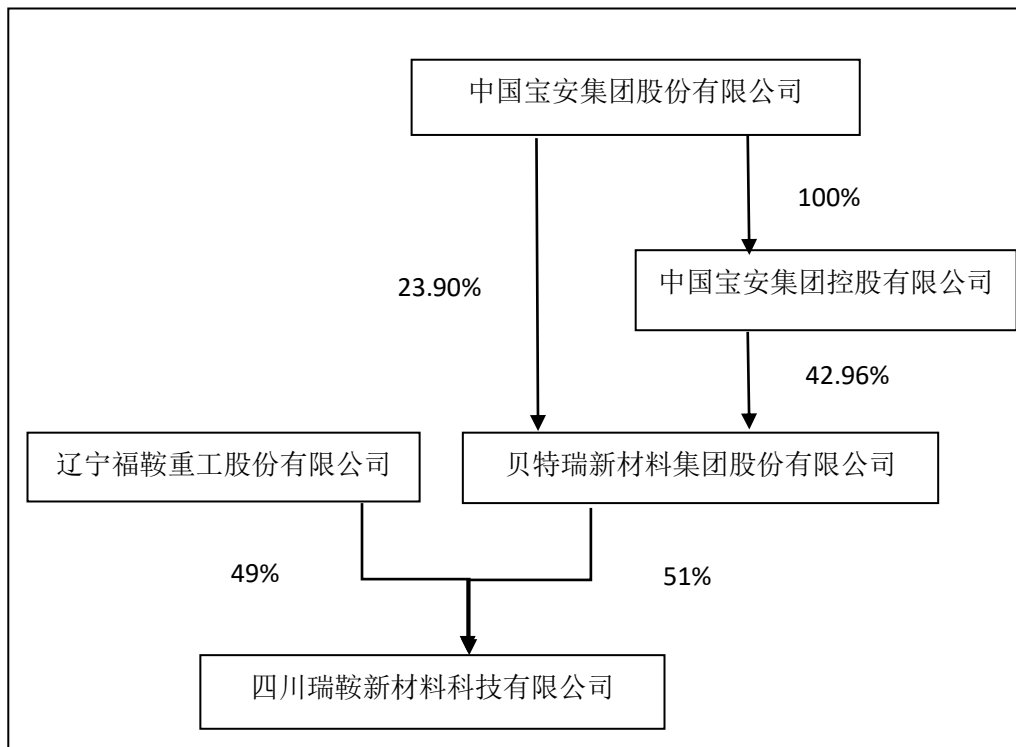 中国宝安集团股份有限公司
100%
23.90%
中国宝安集团控股有限公司
42.96%
辽宁福鞍重工股份有限公司
贝特瑞新材料集团股份有限公司
49%
51%
四川瑞鞍新材料科技有限公司